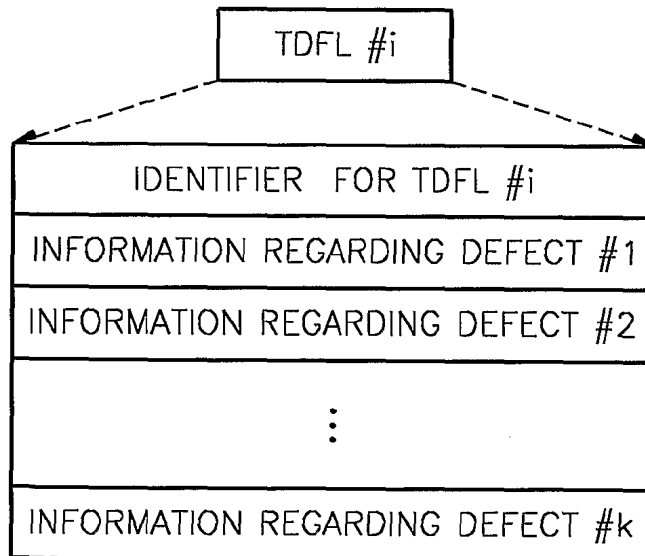 TDFL #i
IDENTIFIER FOR TDFL #i
INFORMATION REGARDING DEFECT #1
INFORMATION REGARDING DEFECT #2
⋮
INFORMATION REGARDING DEFECT #k